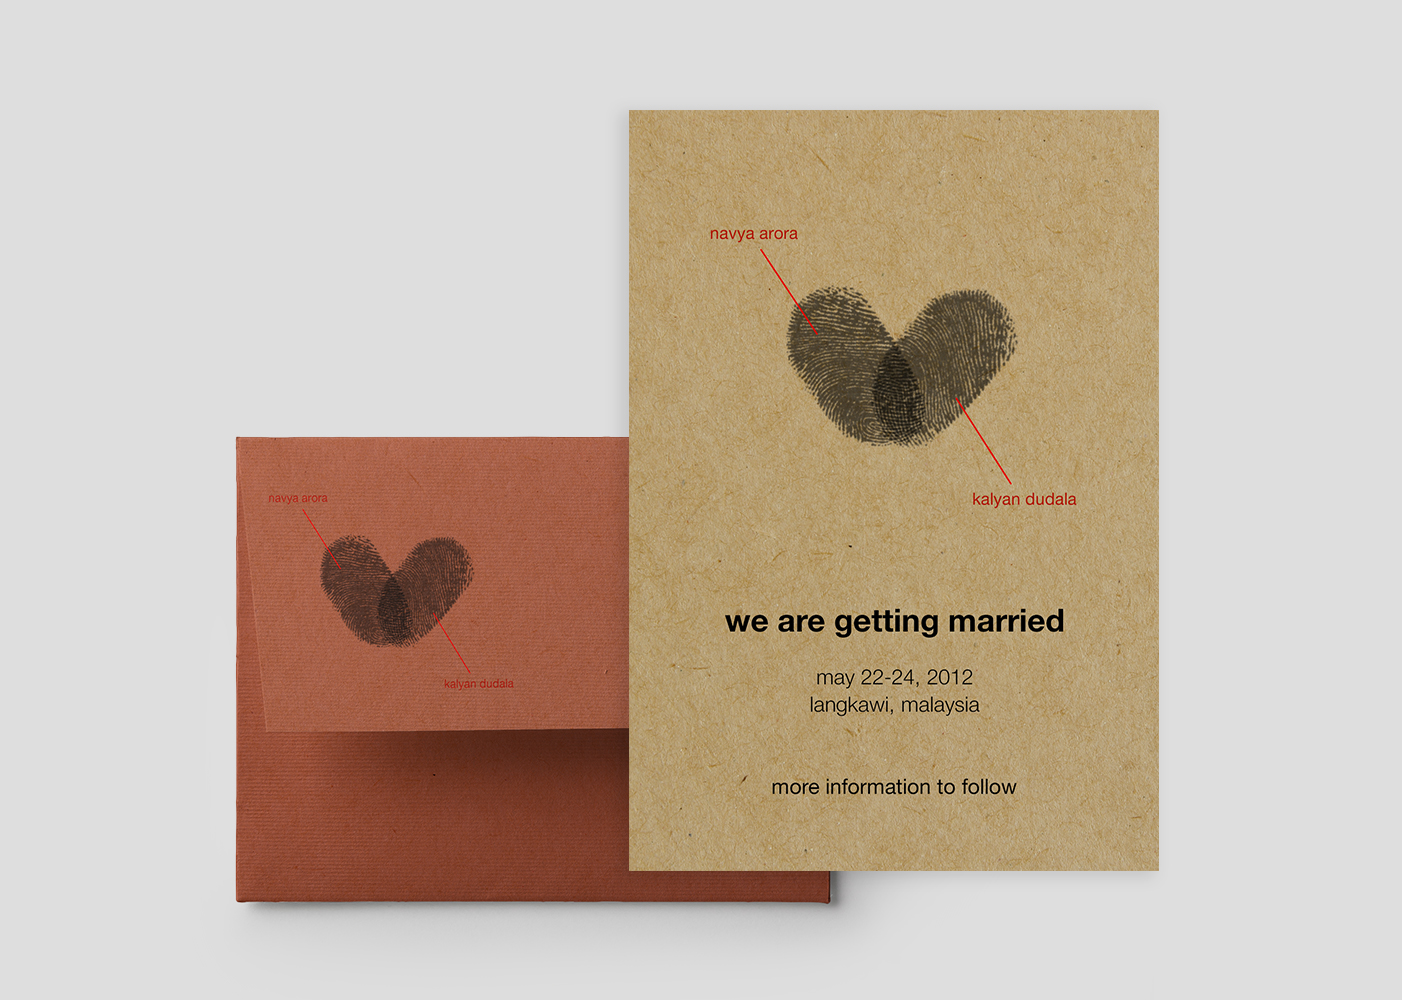 navya arora
kalyan dudala
we are getting married
may 22-24, 2012
langkawi, malaysia
more information to follow
navya arora
kalyan dudala